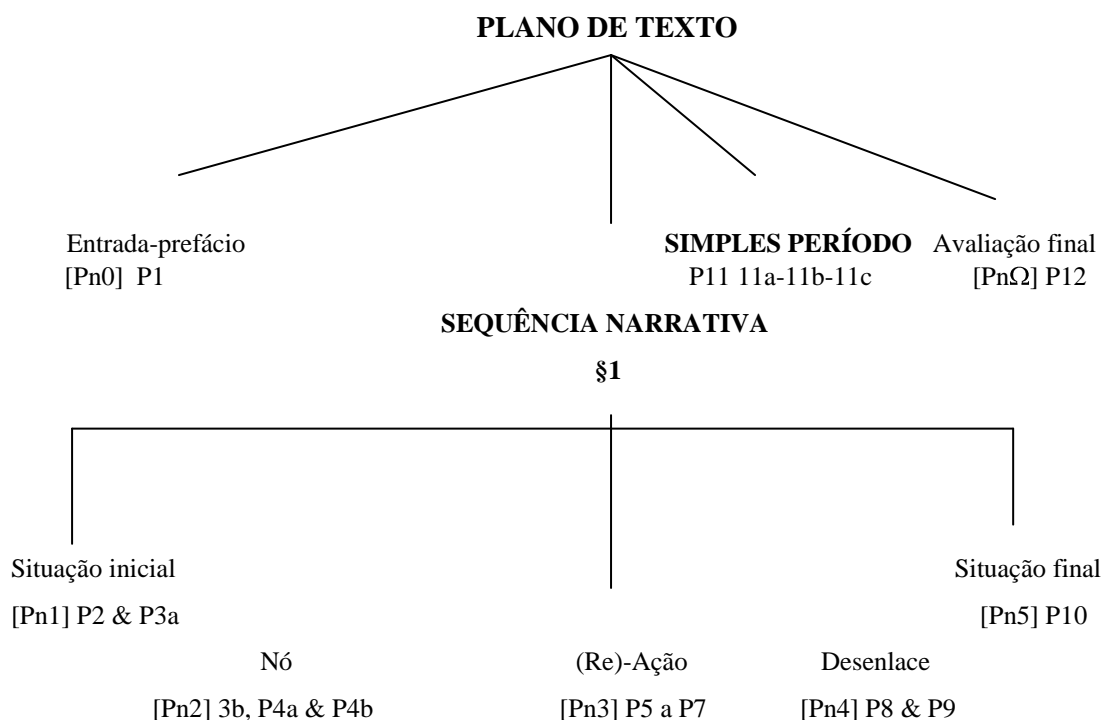 PLANO DE TEXTO
Entrada-prefácio
[Pn0] P1
SIMPLES PERÍODO
P11 11a-11b-11c
Avaliação final
[PnΩ] P12
SEQUÊNCIA NARRATIVA
§1
Situação inicial
[Pn1] P2 & P3a
Situação final
[Pn5] P10
Nó
[Pn2] 3b, P4a & P4b
(Re)-Ação
[Pn3] P5 a P7
Desenlace
[Pn4] P8 & P9